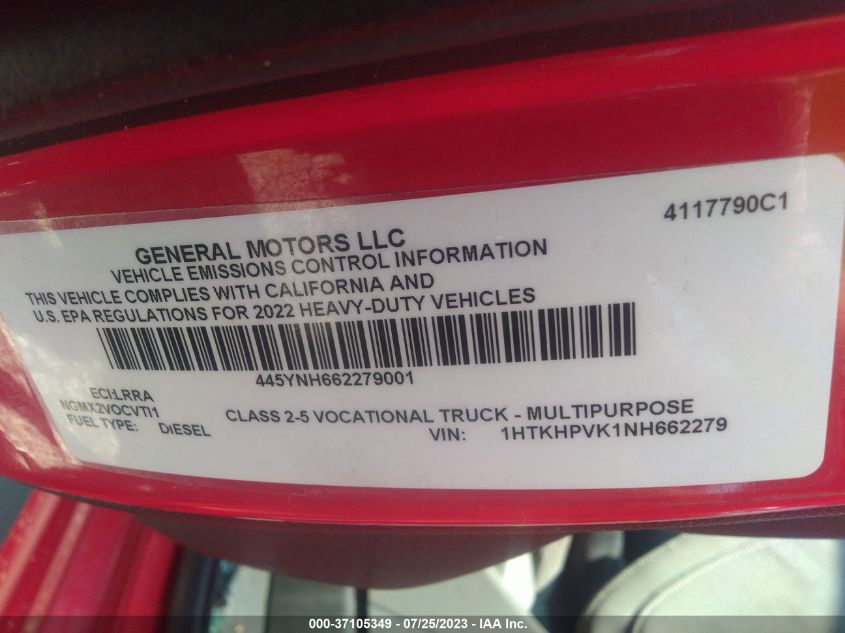 4117790C1
GENERAL MOTORS LLC
VEHICLE EMISSIONS CONTROL INFORMATION
THIS VEHICLE COMPLIES WITH CALIFORNIA AND
U.S. EPA REGULATIONS FOR 2022 HEAVY-DUTY VEHICLES
445YNH662279001
ECI:LRRA
NGMX2VOCVTI1
FUEL TYPE: DIESEL
CLASS 2-5 VOCATIONAL TRUCK - MULTIPURPOSE
VIN: 1HTKHPVK1NH662279
000-37105349 — 07/25/2023 — IAA Inc.